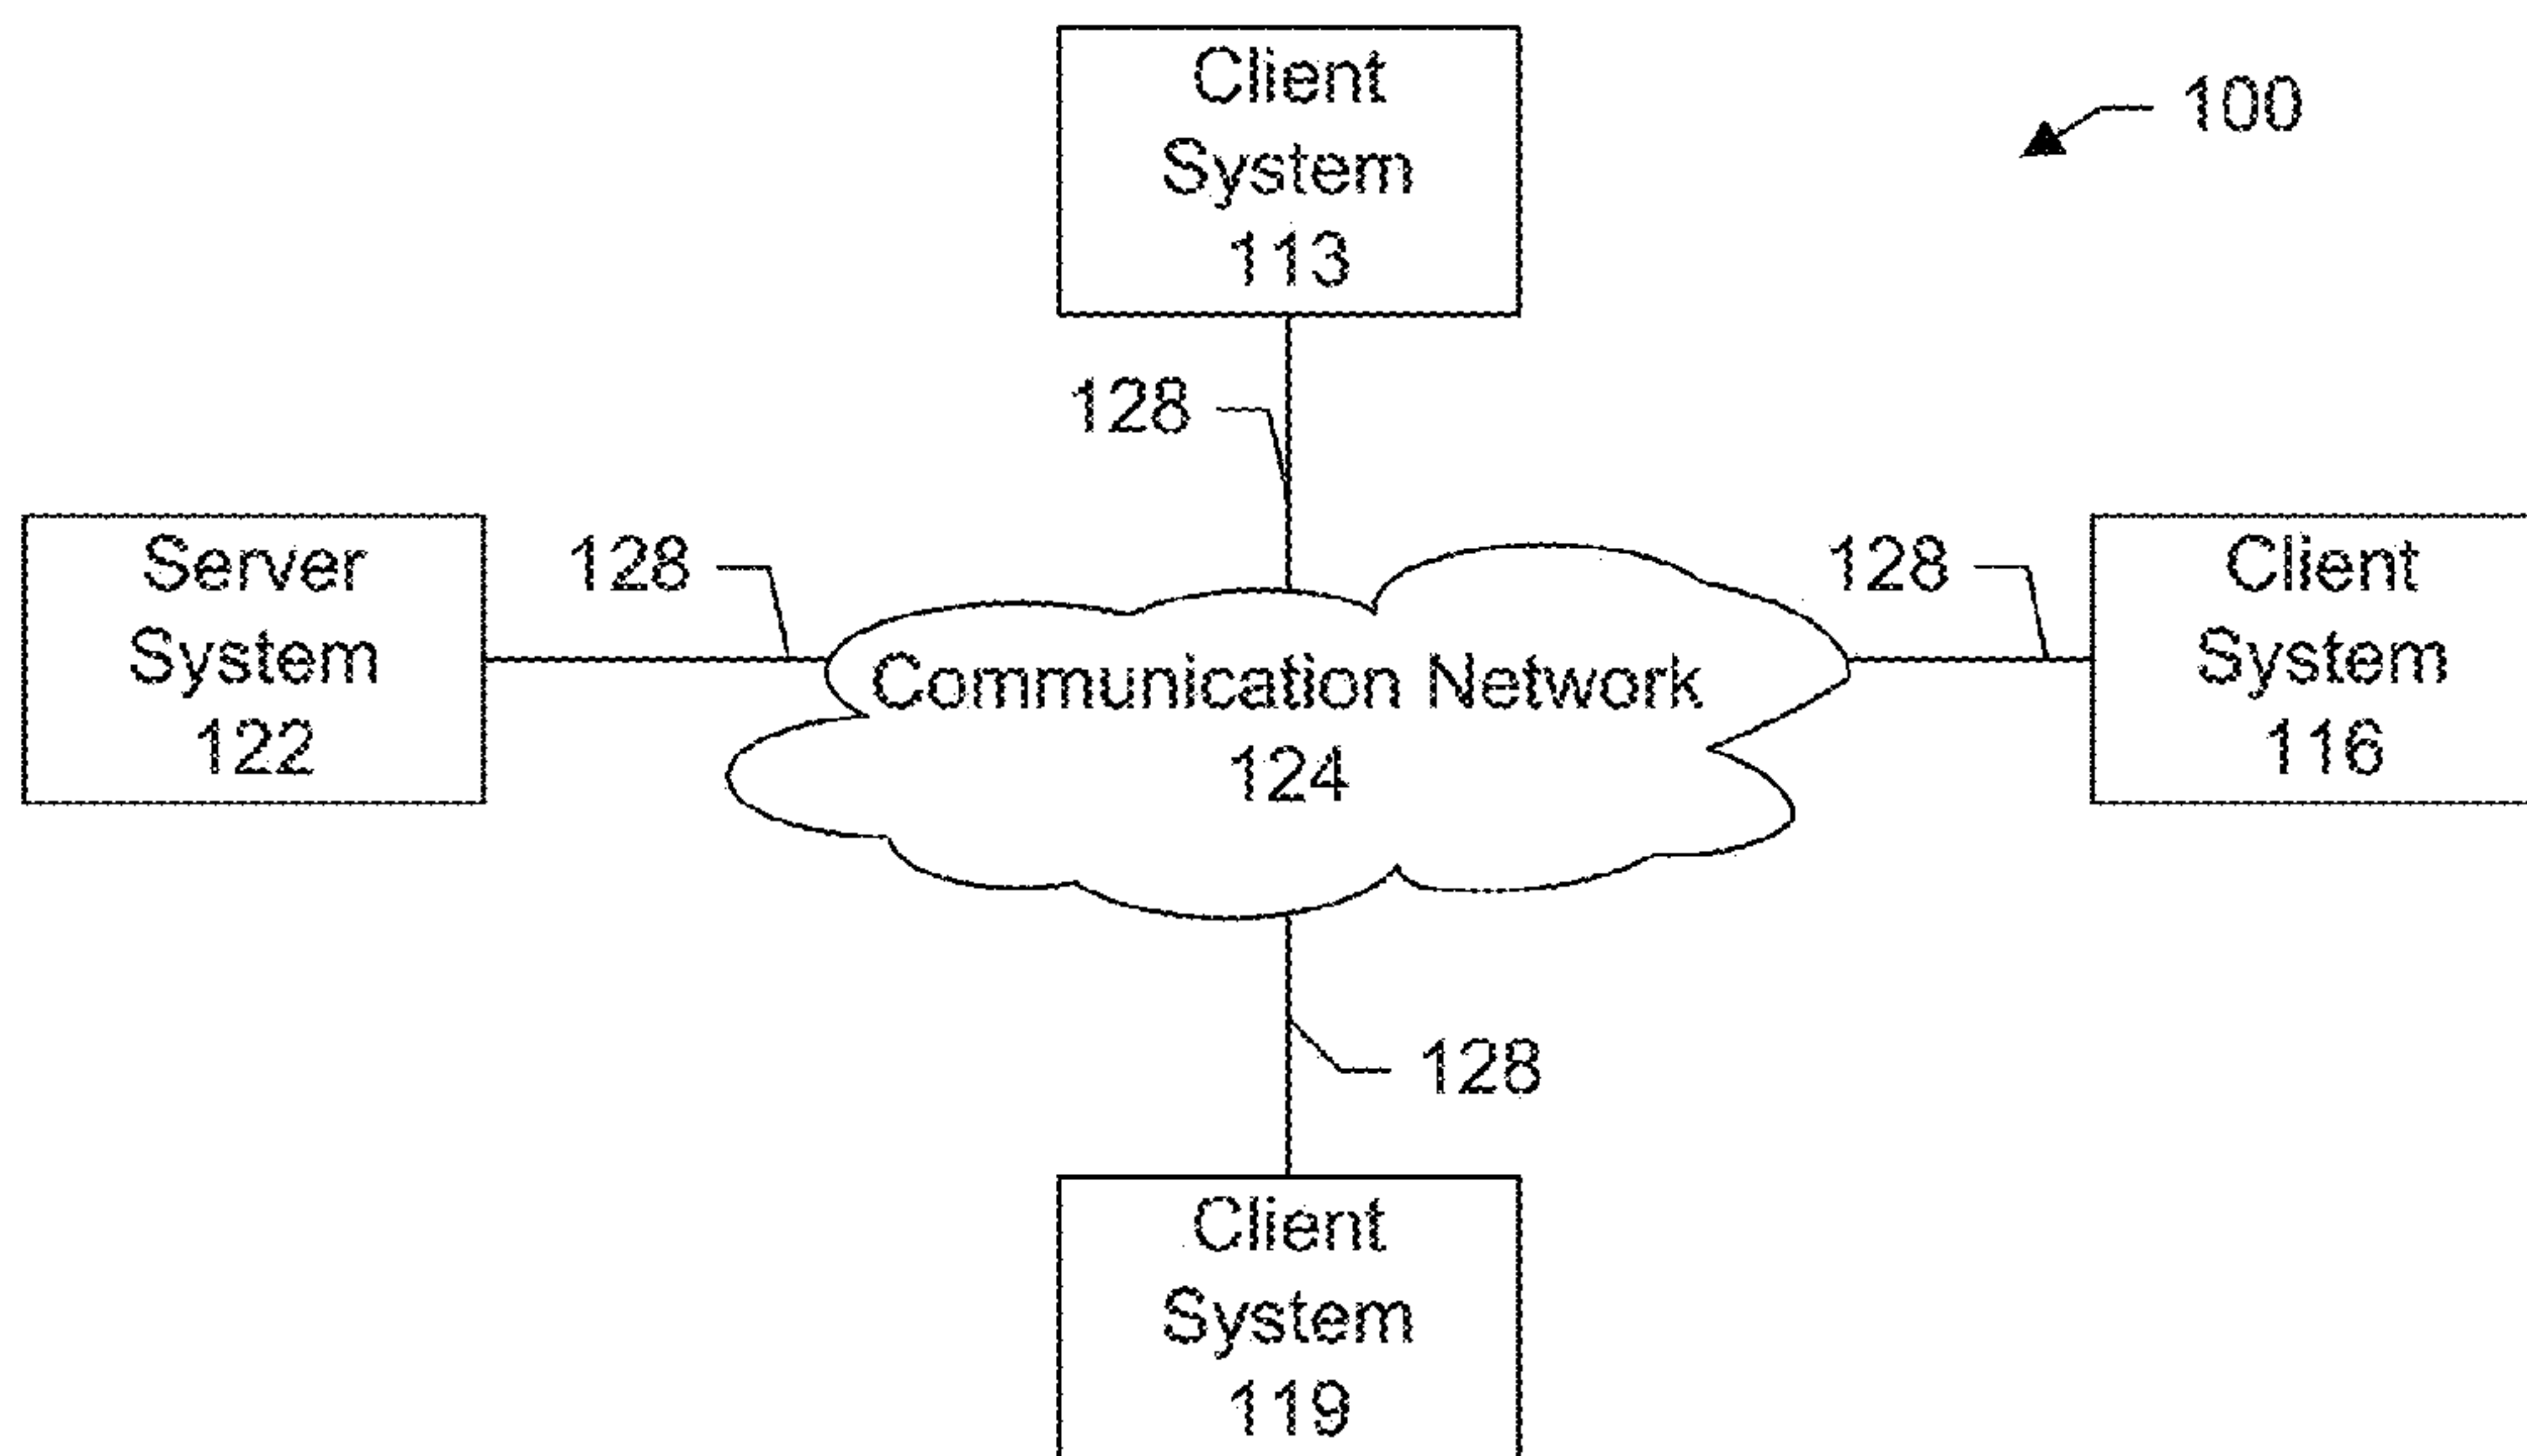 Client
System
113
100
128
Server
System
122
128
Communication Network
124
128
Client
System
116
128
Client
System
119